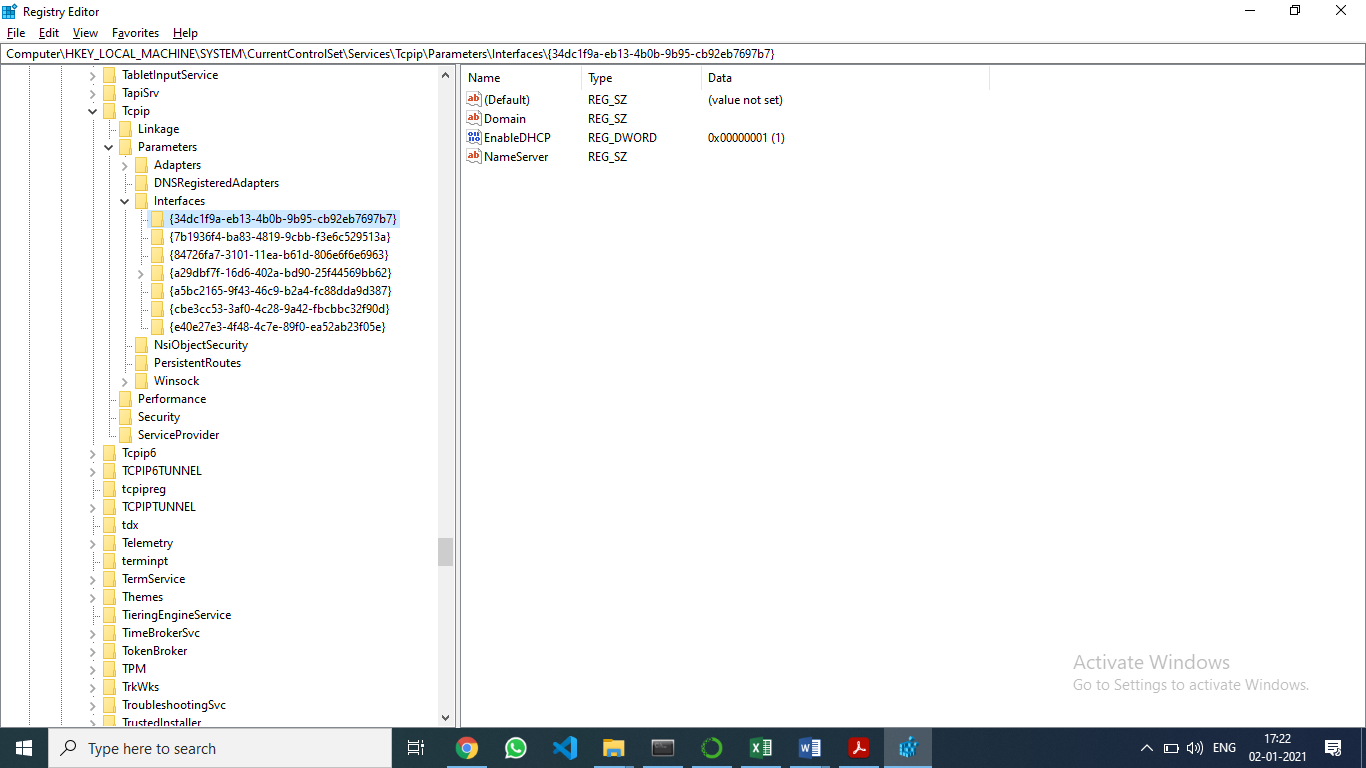 Registry Editor
File Edit View Favorites Help
Computer\HKEY_LOCAL_MACHINE\SYSTEM\CurrentControlSet\Services\Tcpip\Parameters\Interfaces\{34dc1f9a-eb13-4b0b-9b95-cb92eb7697b7}
TabletInputService
TapiSrv
Tcpip
Linkage
Parameters
Adapters
DNSRegisteredAdapters
Interfaces
{34dc1f9a-eb13-4b0b-9b95-cb92eb7697b7}
{7b1936f4-ba83-4819-9cbb-f3e6c529513a}
{84726fa7-3101-11ea-b61d-806e6f6e6963}
{a29dbf7f-16d6-402a-bd90-25f44569bb62}
{a5bc2165-9f43-46c9-b2a4-fc88dda9d387}
{cbe3cc53-3af0-4c28-9a42-fbcbbc32f90d}
{e40e27e3-4f48-4c7e-89f0-ea52ab23f05e}
NsiObjectSecurity
PersistentRoutes
Winsock
Performance
Security
ServiceProvider
Tcpip6
TCPIP6TUNNEL
tcpipreg
TCPIPTUNNEL
tdx
Telemetry
terminpt
TermService
Themes
TieringEngineService
TimeBrokerSvc
TokenBroker
TPM
TrkWks
TroubleshootingSvc
TrustedInstaller
Name Type Data
(Default) REG_SZ (value not set)
Domain REG_SZ
EnableDHCP REG_DWORD 0x00000001 (1)
NameServer REG_SZ
Activate Windows
Go to Settings to activate Windows.
Type here to search
ENG
17:22
02-01-2021